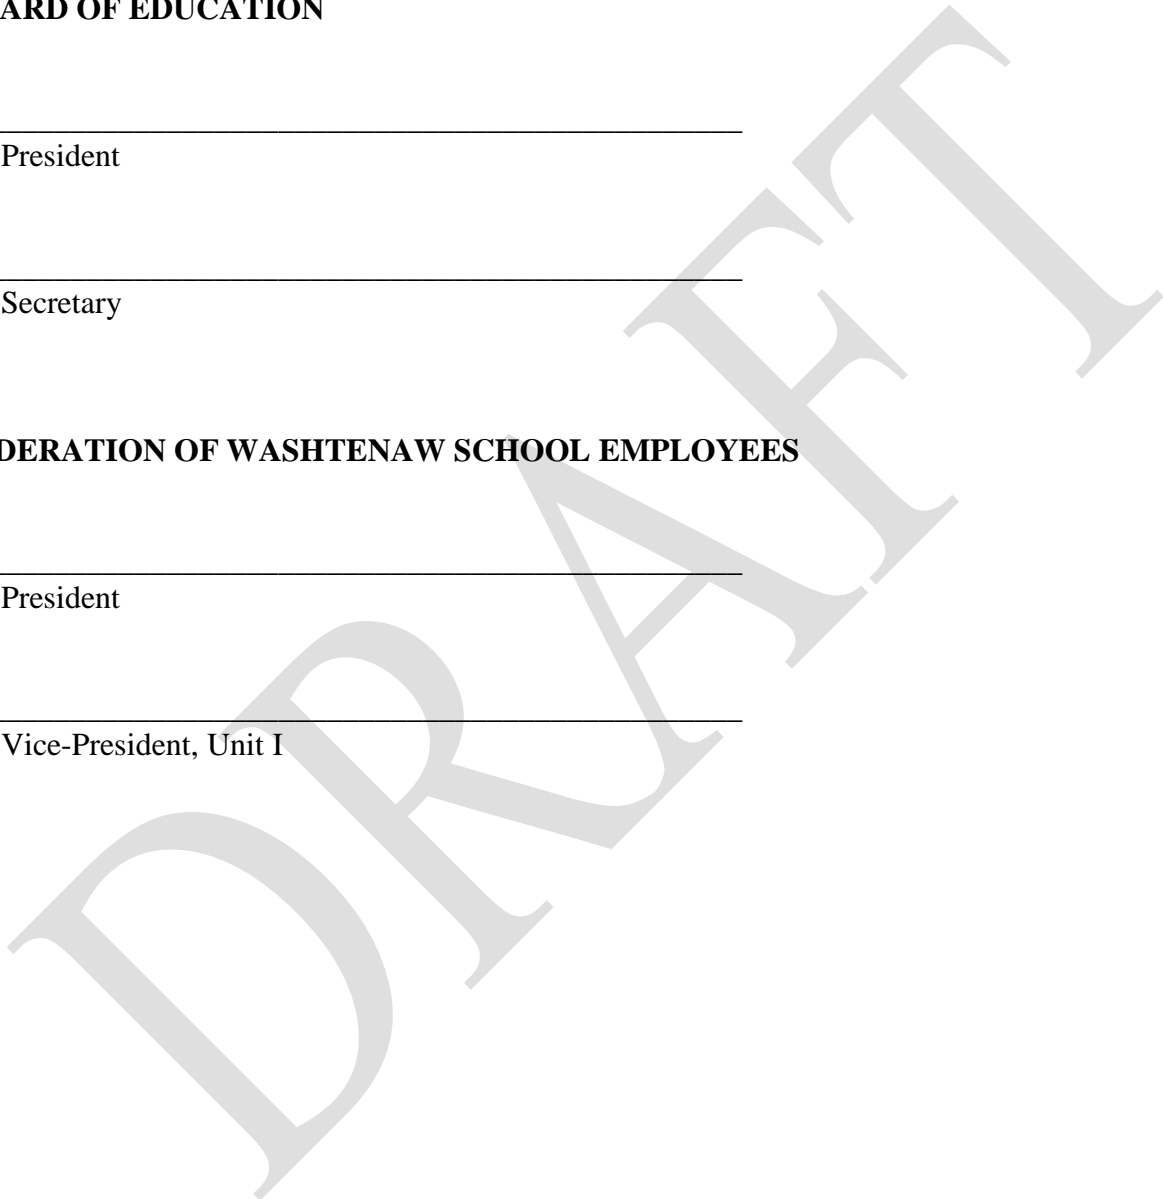 ARD OF EDUCATION
President
Secretary
DERATION OF WASHTENAW SCHOOL EMPLOYEES
President
Vice-President, Unit I
DRAFT